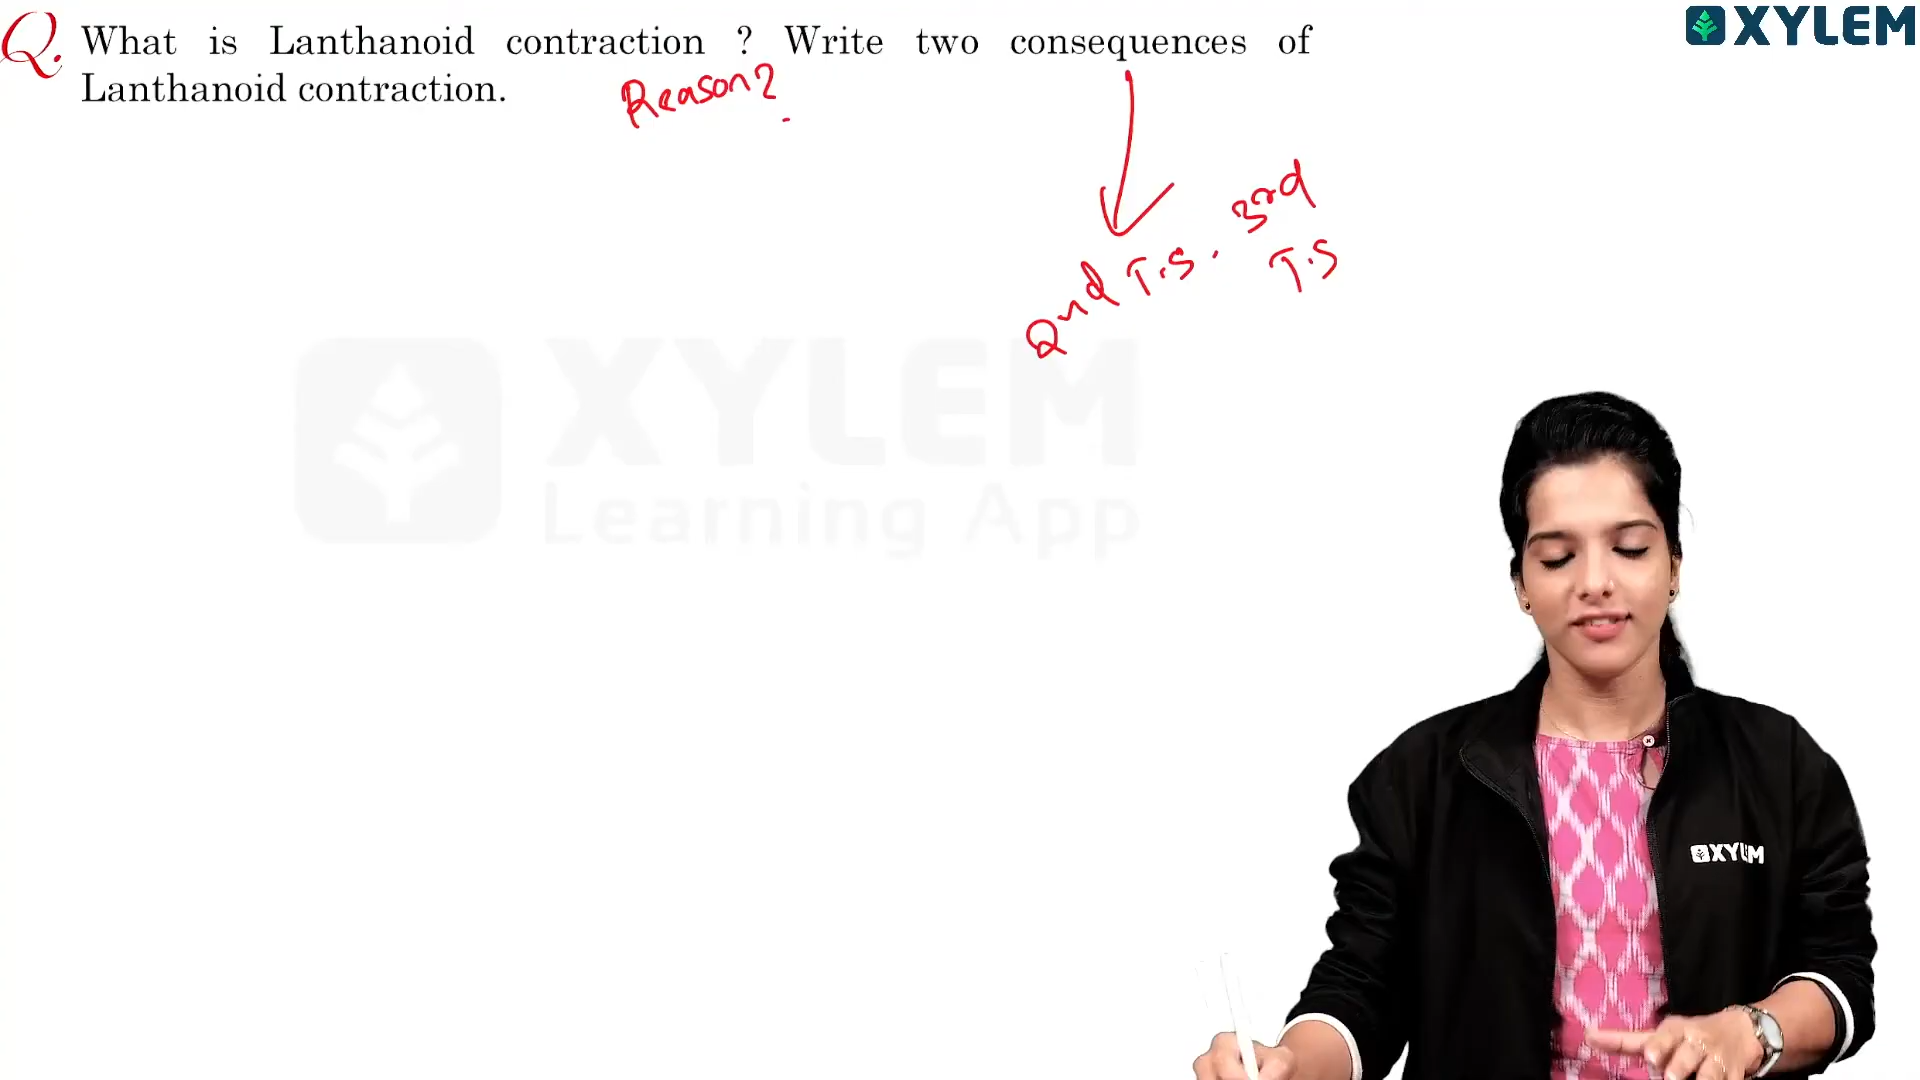 Q. What is Lanthanoid contraction ? Write two consequences of
Lanthanoid contraction.
Reason?
2nd T.S. 3rd
T.S
XYLEM
XYLEM
Learning App
XYLEM